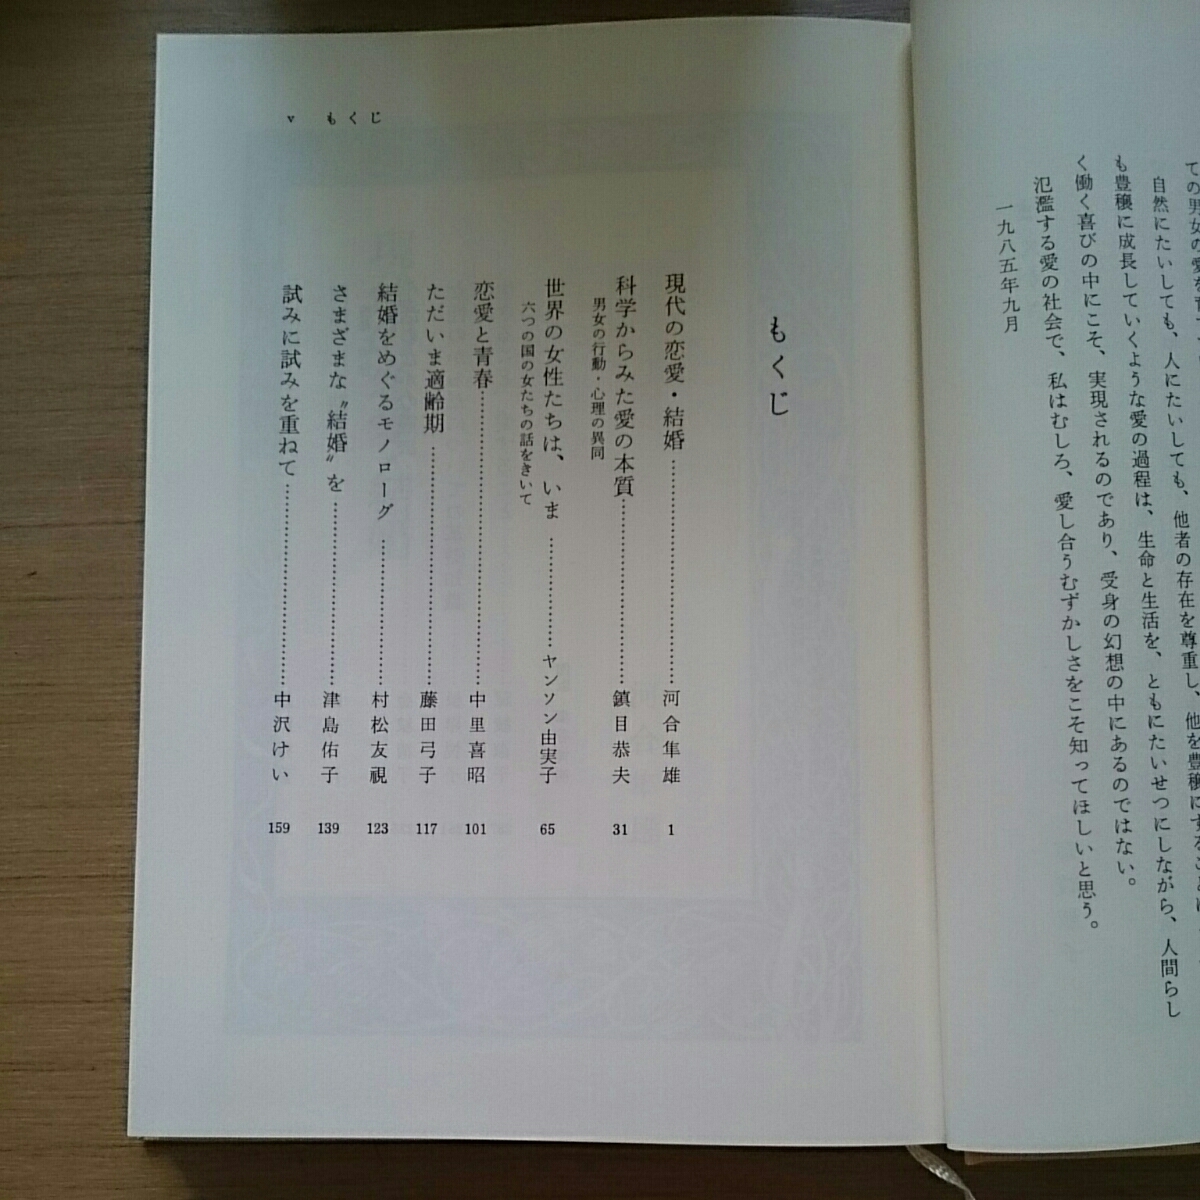 ての男女の愛を
自然にたいしても、人にたいしても、他者の存在を尊重し、他を豊穣にすること
も豊穣に成長していくような愛の過程は、生命と生活を、ともにたいせつにしながら、人間らし
く働く喜びの中にこそ、実現されるのであり、受身の幻想の中にあるのではない。
氾濫する愛の社会で、私はむしろ、愛し合うむずかしさをこそ知ってほしいと思う。
一九八五年九月
v もくじ
もくじ
現代の恋愛・結婚……………………河合隼雄 1
科学からみた愛の本質……………………鎮目恭夫 31
男女の行動・心理の異同
世界の女性たちは、いま……………ヤンソン由実子 65
六つの国の女たちの話をきいて
恋愛と青春……………………中里喜昭 101
ただいま適齢期……………………藤田弓子 117
結婚をめぐるモノローグ……………………村松友視 123
さまざまな〝結婚〟を……………………津島佑子 139
試みに試みを重ねて……………………中沢けい 159